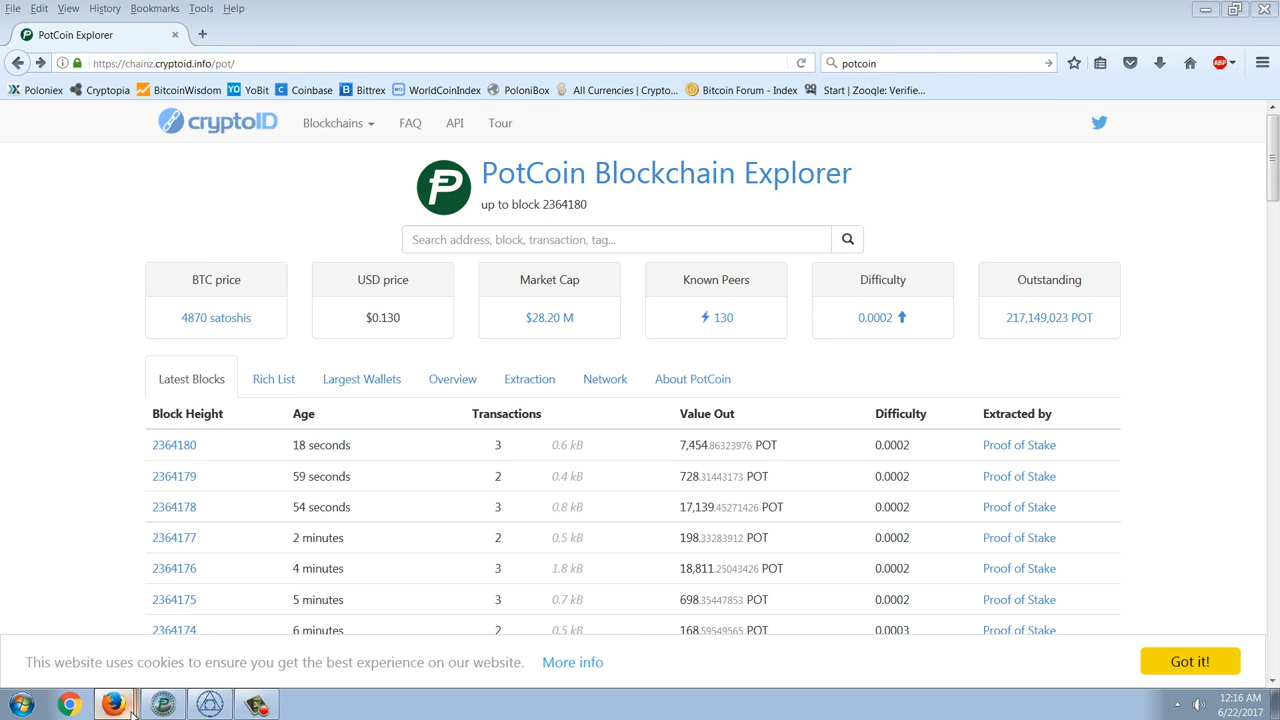 File Edit View History Bookmarks Tools Help
PotCoin Explorer
https://chainz.cryptoid.info/pot/
potcoin
ABP
Poloniex Cryptopia BitcoinWisdom YO YoBit C Coinbase B Bittrex WorldCoinIndex PoloniBox All Currencies | Crypto... Bitcoin Forum - Index Start | Zooqle: Verifie...
cryptoID Blockchains FAQ API Tour
PotCoin Blockchain Explorer
up to block 2364180
Search address, block, transaction, tag...
BTC price USD price Market Cap Known Peers Difficulty Outstanding
4870 satoshis $0.130 $28.20 M 130 0.0002 217,149,023 POT
Latest Blocks Rich List Largest Wallets Overview Extraction Network About PotCoin
Block Height Age Transactions Value Out Difficulty Extracted by
2364180 18 seconds 3 0.6 kB 7,454.86323976 POT 0.0002 Proof of Stake
2364179 59 seconds 2 0.4 kB 728.31443173 POT 0.0002 Proof of Stake
2364178 54 seconds 3 0.8 kB 17,139.45271426 POT 0.0002 Proof of Stake
2364177 2 minutes 2 0.5 kB 198.33283912 POT 0.0002 Proof of Stake
2364176 4 minutes 3 1.8 kB 18,811.25043426 POT 0.0002 Proof of Stake
2364175 5 minutes 3 0.7 kB 698.35447853 POT 0.0002 Proof of Stake
2364174 6 minutes 2 0.5 kB 168.59549565 POT 0.0003 Proof of Stake
This website uses cookies to ensure you get the best experience on our website. More info Got it!
12:16 AM
6/22/2017